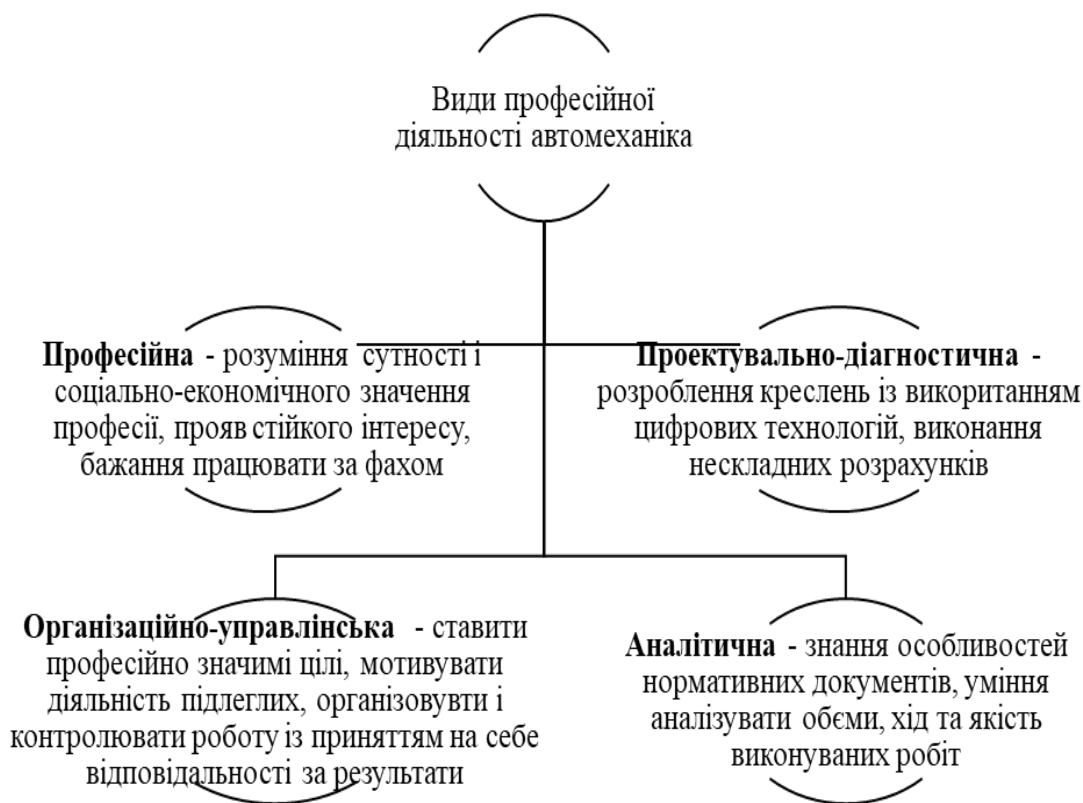 Види професійної
діяльності автомеханіка
Професійна - розуміння сутності і
соціально-економічного значення
професії, прояв стійкого інтересу,
бажання працювати за фахом
Проектувально-діагностична -
розроблення креслень із викоританням
цифрових технологій, виконання
нескладних розрахунків
Організаційно-управлінська - ставити
професійно значимі цілі, мотивувати
діяльність підлеглих, організовувти і
контролювати роботу із приняттям на себе
відповідальності за результати
Аналітична - знання особливостей
нормативних документів, уміння
аналізувати обєми, хід та якість
виконуваних робіт